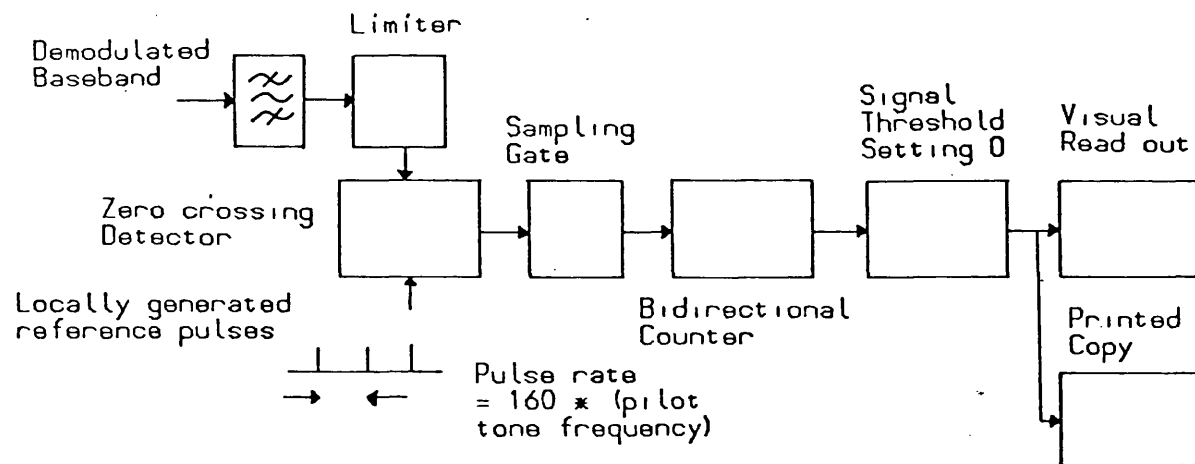 Limiter
Demodulated
Baseband
Signal
Threshold
Setting 0
Visual
Read out
Sampling
Gate
Zero crossing
Detector
Locally generated
reference pulses
Bidirectional
Counter
Printed
Copy
Pulse rate
= 160 * (pilot
tone frequency)